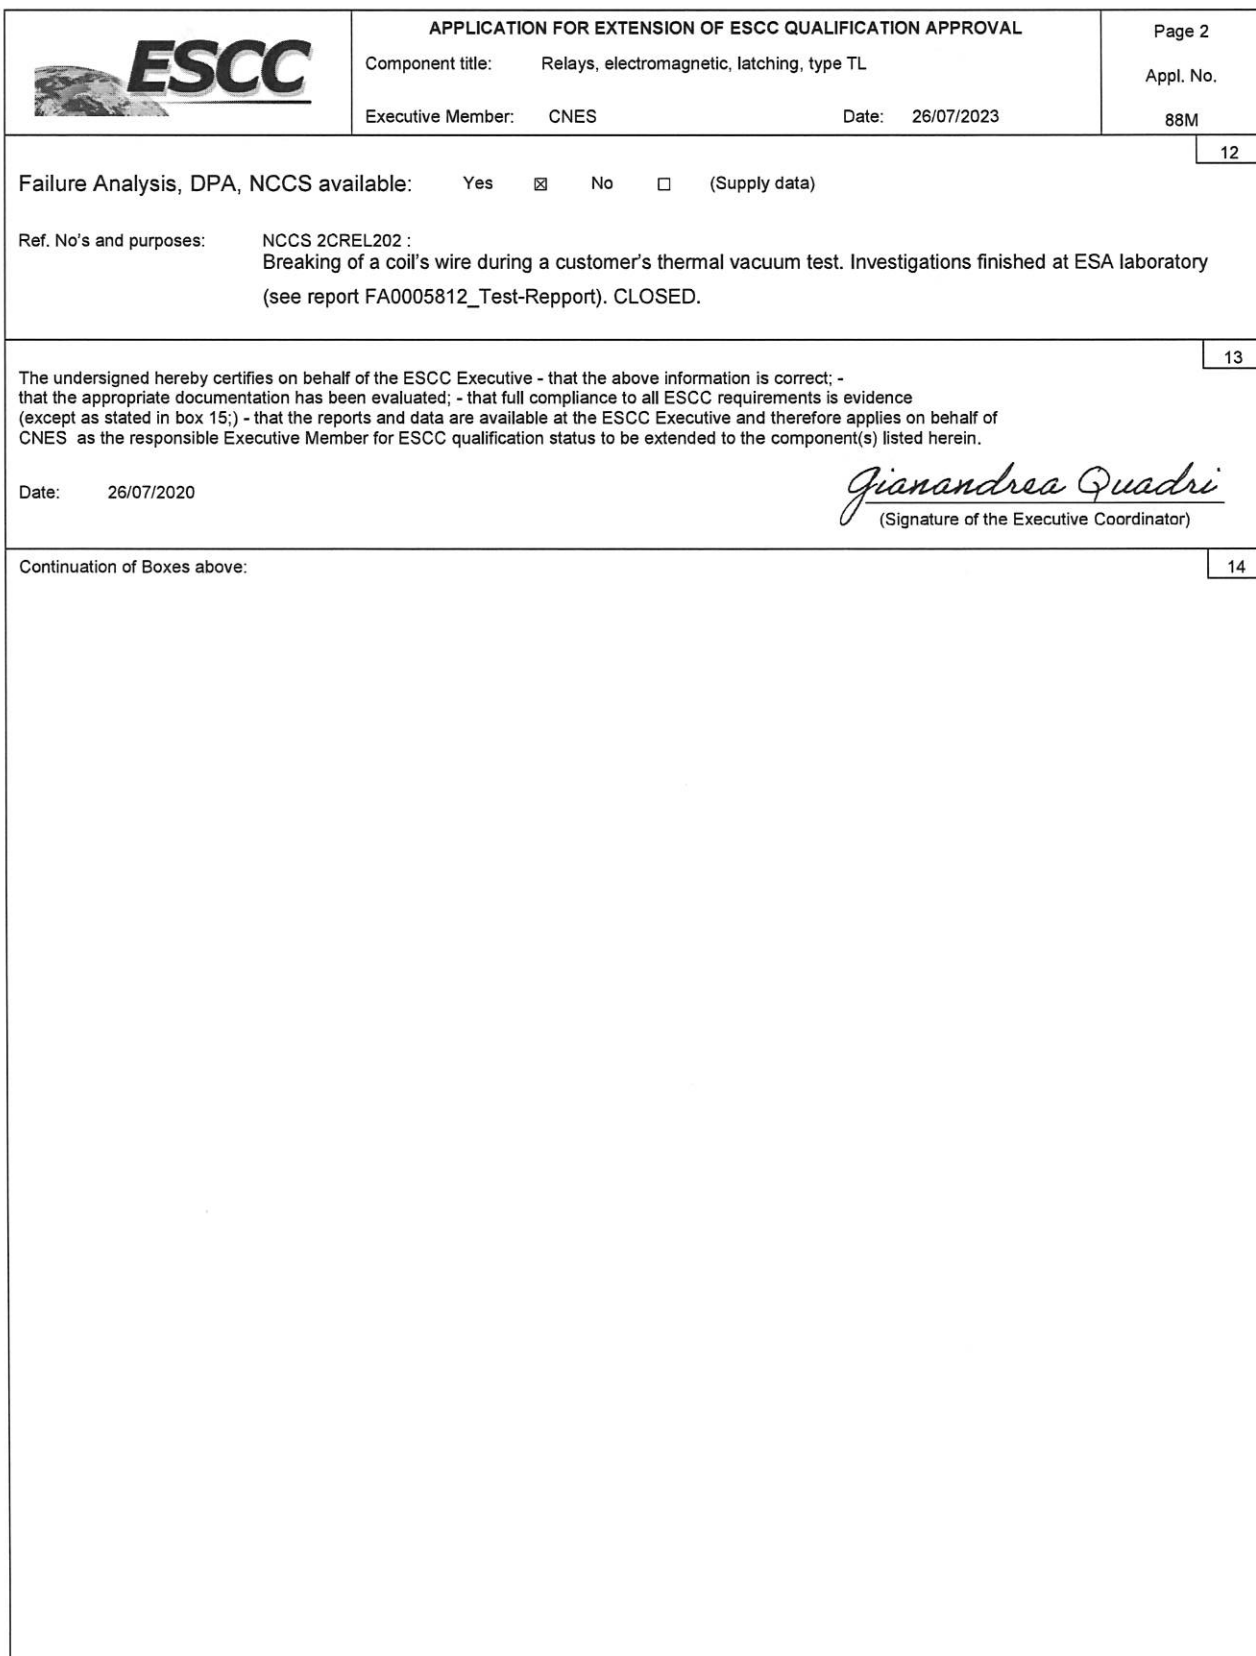 ESCC
APPLICATION FOR EXTENSION OF ESCC QUALIFICATION APPROVAL
Component title: Relays, electromagnetic, latching, type TL
Executive Member: CNES Date: 26/07/2023
Page 2
Appl. No.
88M
12
Failure Analysis, DPA, NCCS available: Yes ☒ No ☐ (Supply data)
Ref. No's and purposes: NCCS 2CREL202 :
Breaking of a coil's wire during a customer's thermal vacuum test. Investigations finished at ESA laboratory
(see report FA0005812_Test-Repport). CLOSED.
13
The undersigned hereby certifies on behalf of the ESCC Executive - that the above information is correct; -
that the appropriate documentation has been evaluated; - that full compliance to all ESCC requirements is evidence
(except as stated in box 15;) - that the reports and data are available at the ESCC Executive and therefore applies on behalf of
CNES as the responsible Executive Member for ESCC qualification status to be extended to the component(s) listed herein.
Gianandrea Quadri
Date: 26/07/2020
(Signature of the Executive Coordinator)
Continuation of Boxes above:
14